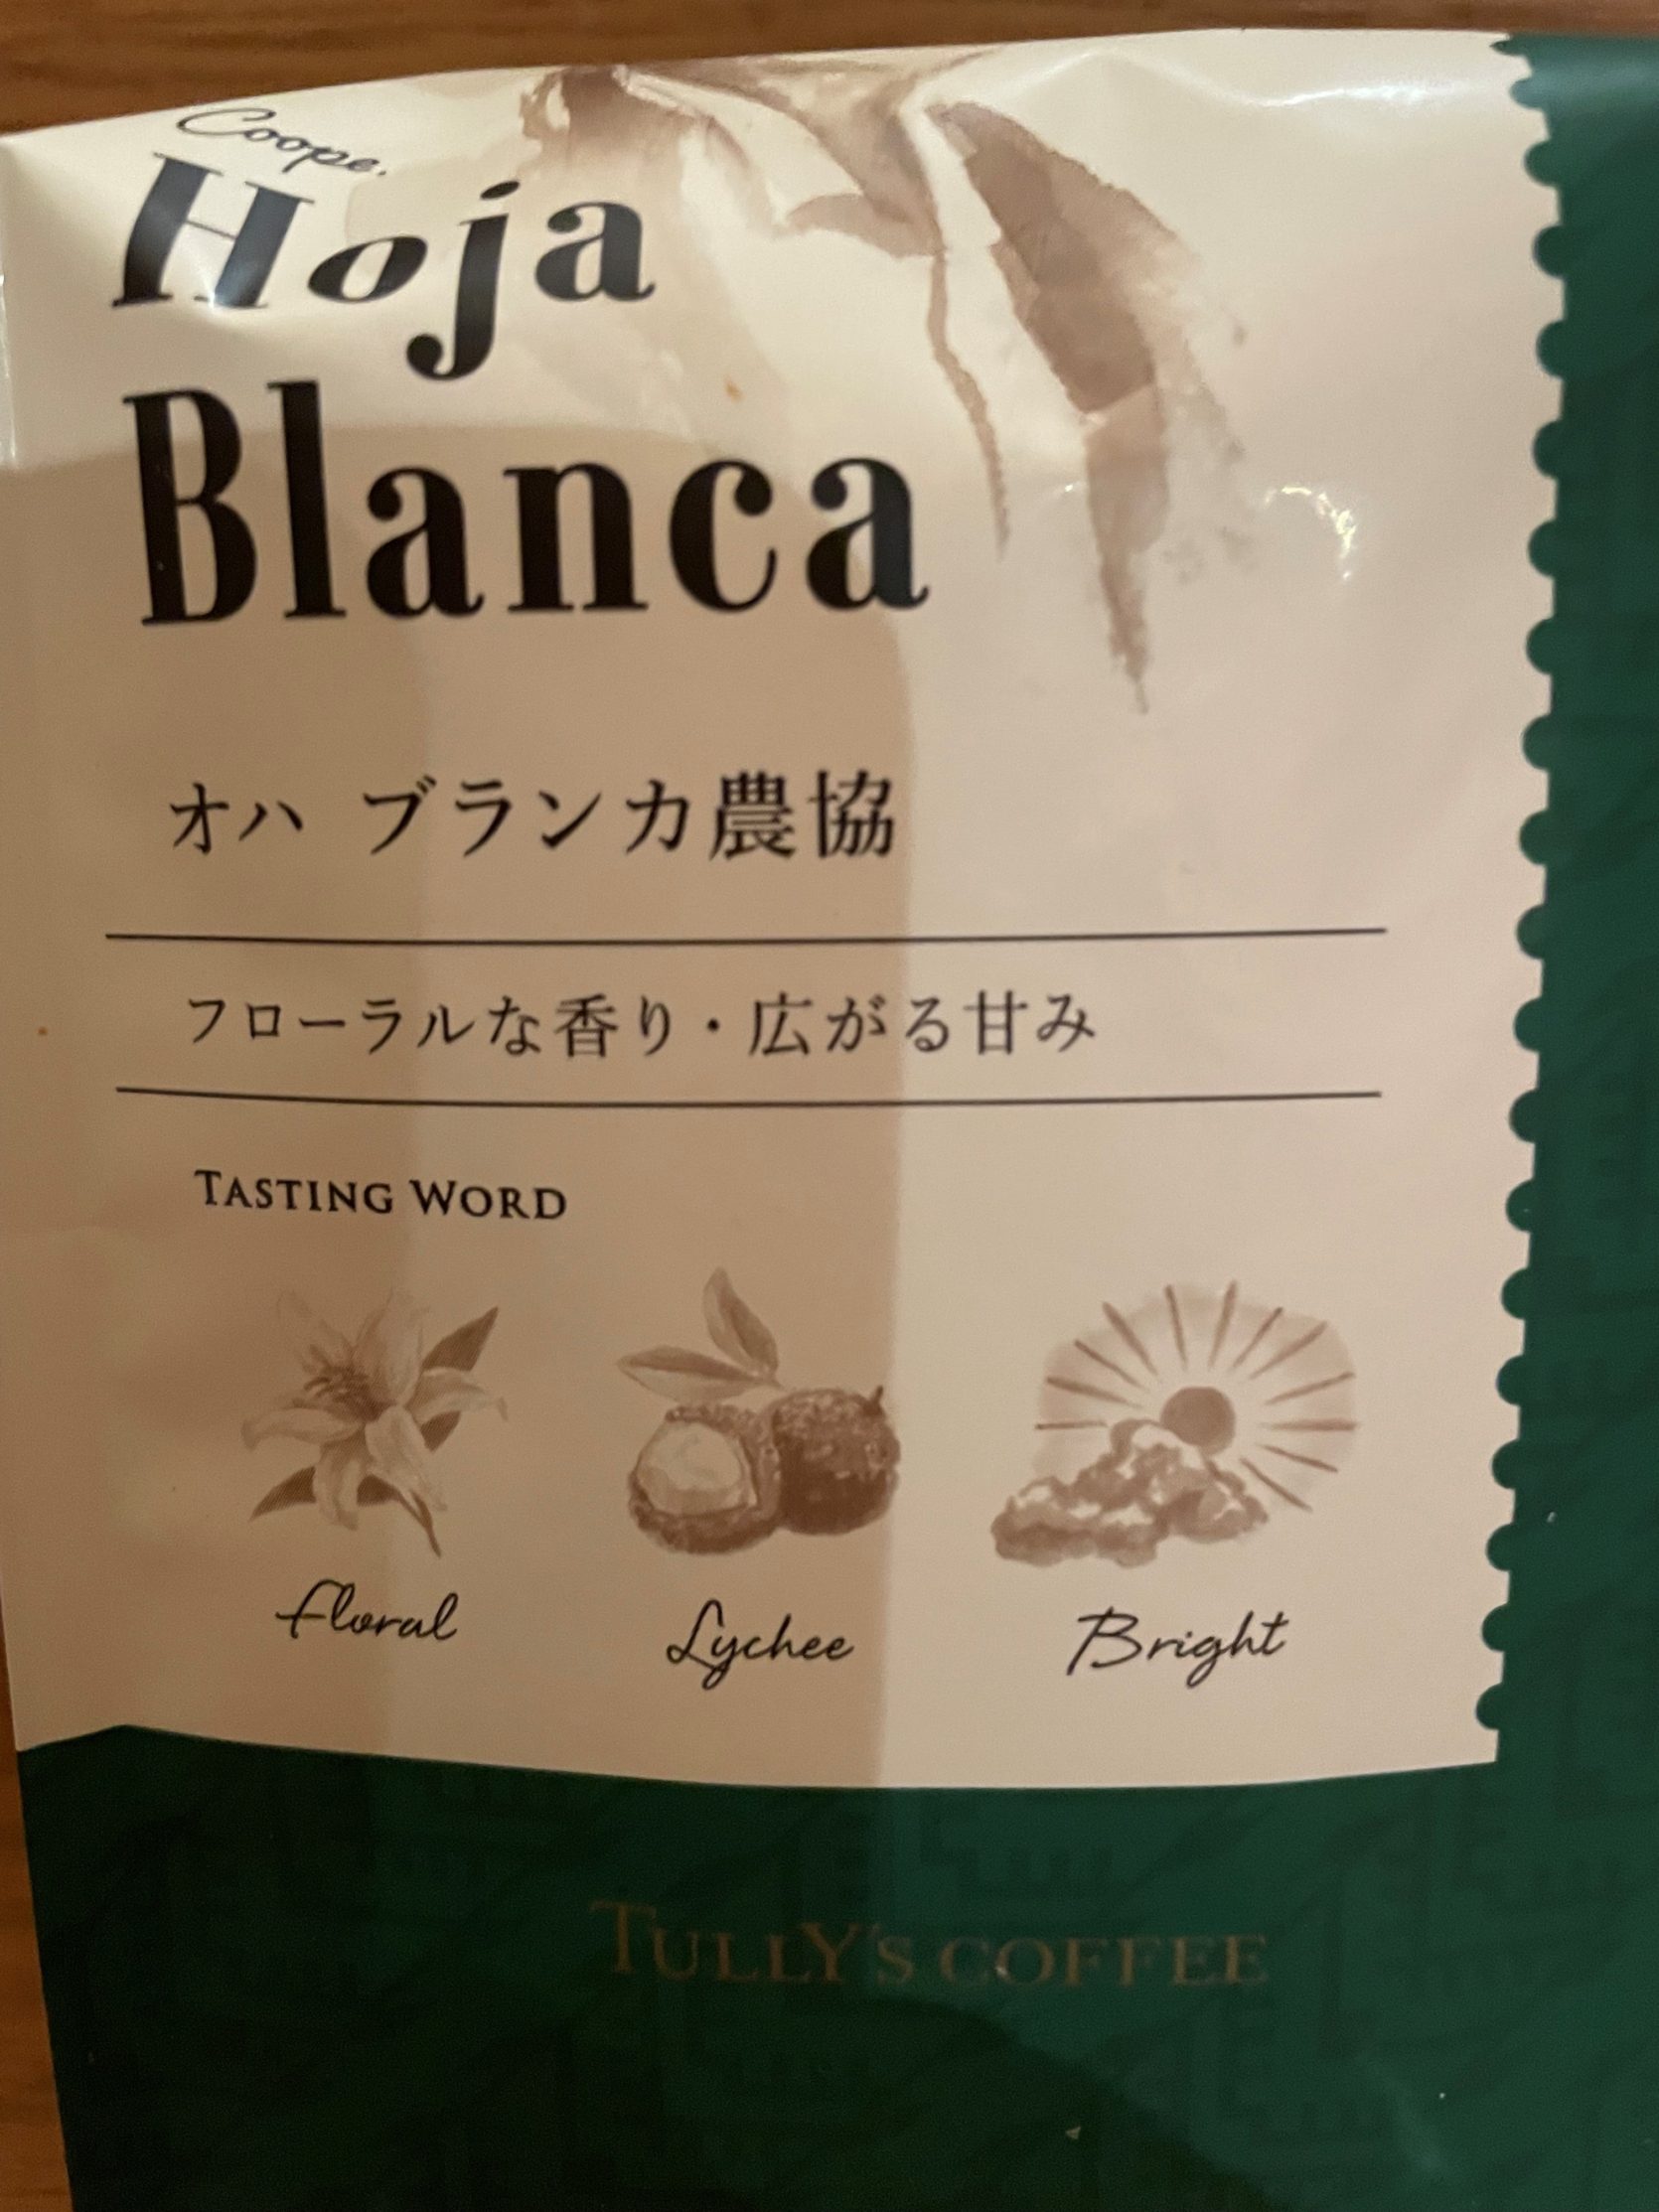 Coope.
Hoja
Blanca
オハ ブランカ農協
フローラルな香り・広がる甘み
TASTING WORD
Floral
Lychee
Bright
TULLY'S COFFEE